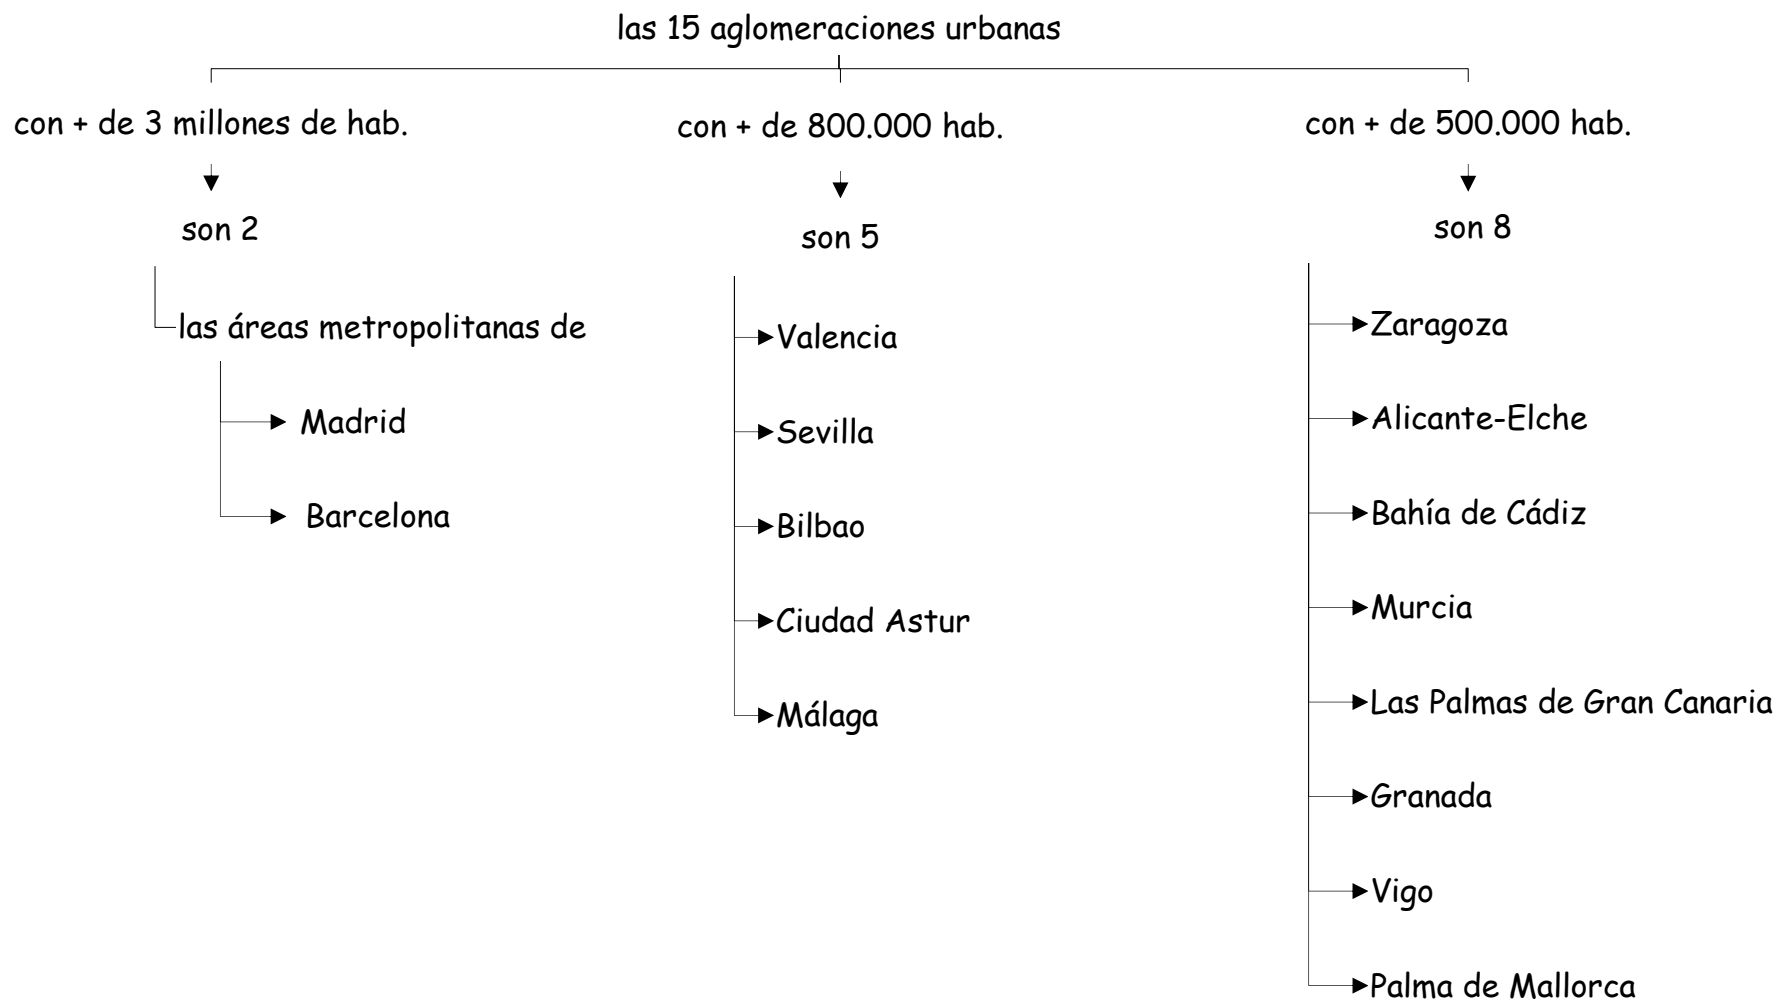 las 15 aglomeraciones urbanas
con + de 3 millones de hab.
son 2
las áreas metropolitanas de
Madrid
Barcelona
con + de 800.000 hab.
son 5
Valencia
Sevilla
Bilbao
Ciudad Astur
Málaga
con + de 500.000 hab.
son 8
Zaragoza
Alicante-Elche
Bahía de Cádiz
Murcia
Las Palmas de Gran Canaria
Granada
Vigo
Palma de Mallorca